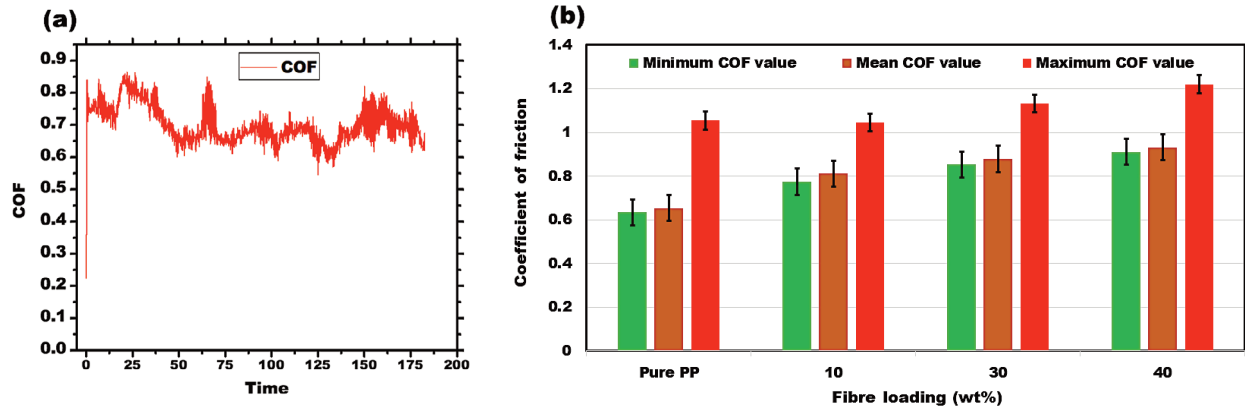 (a)
COF
0.9
0.8
0.7
0.6
0.5
0.4
0.3
0.2
0.1
0.0
COF
0 25 50 75 100 125 150 175 200
Time
(b)
Minimum COF value Mean COF value Maximum COF value
1.4
1.2
1
0.8
0.6
0.4
0.2
0
Coefficient of friction
Pure PP 10 30 40
Fibre loading (wt%)